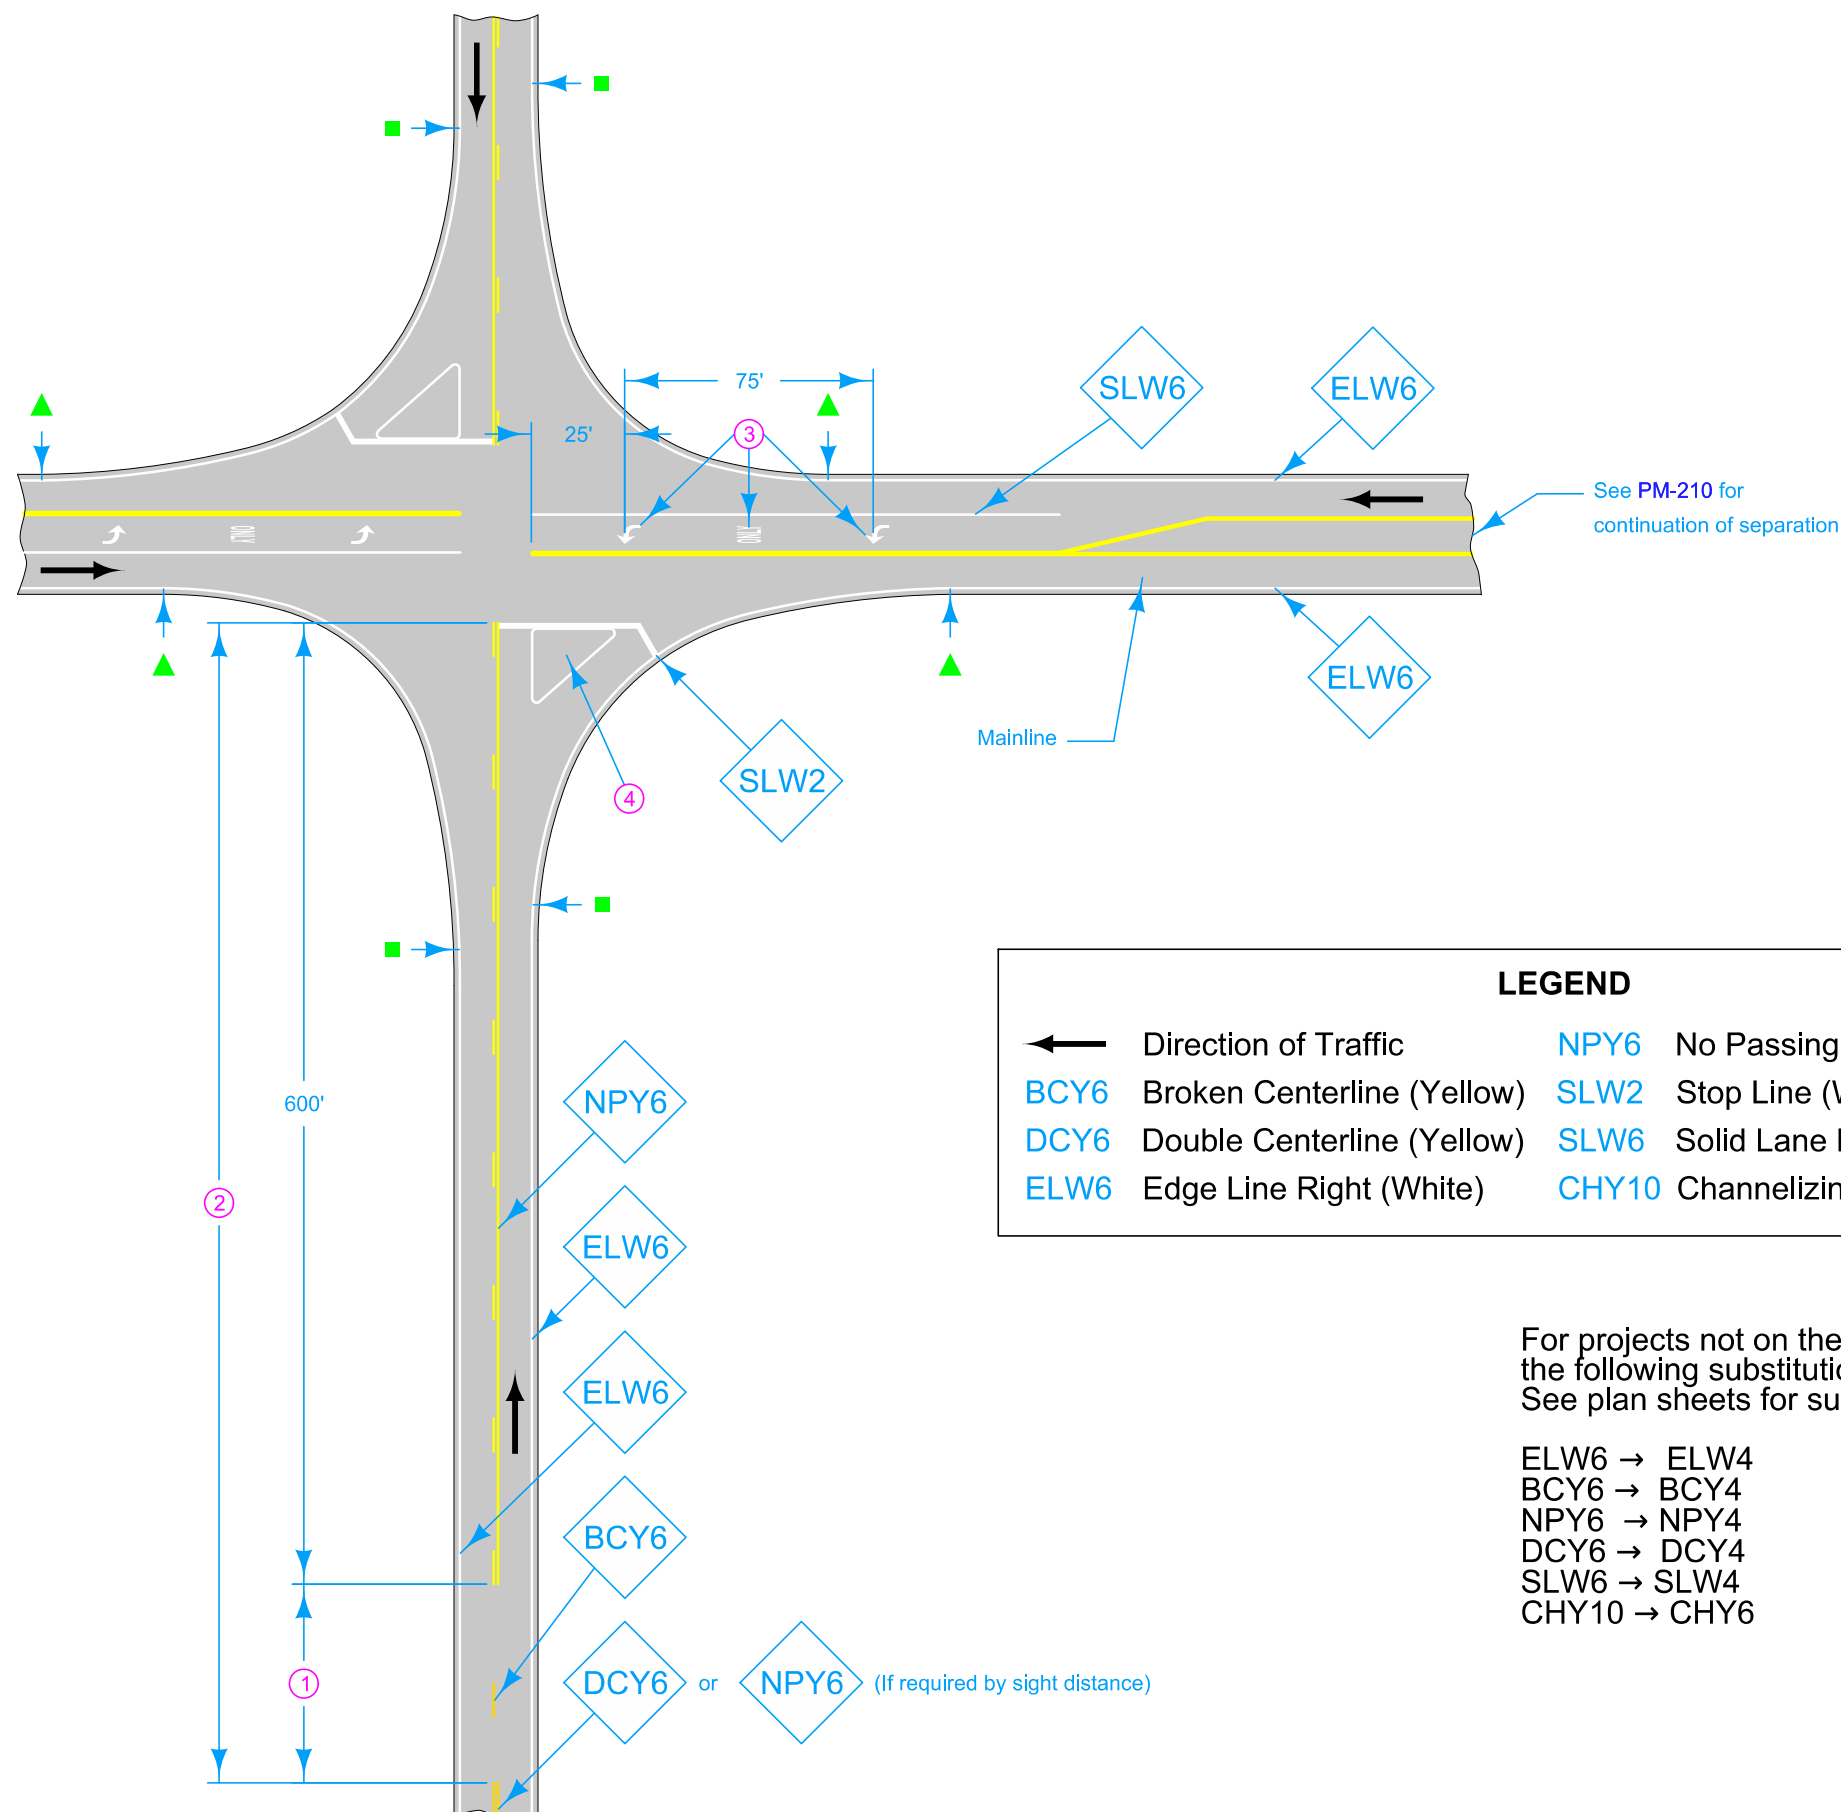 75'
SLW6
ELW6
25'
3
See PM-210 for
continuation of separation
ONLY
ONLY
ELW6
Mainline
SLW2
4
LEGEND
Direction of Traffic
NPY6 No Passing
BCY6 Broken Centerline (Yellow)
SLW2 Stop Line (W
DCY6 Double Centerline (Yellow)
SLW6 Solid Lane
ELW6 Edge Line Right (White)
CHY10 Channelizin
600'
NPY6
2
ELW6
ELW6
BCY6
1
DCY6 or NPY6 (If required by sight distance)
For projects not on the
the following substitutio
See plan sheets for su
ELW6 → ELW4
BCY6 → BCY4
NPY6 → NPY4
DCY6 → DCY4
SLW6 → SLW4
CHY10 → CHY6